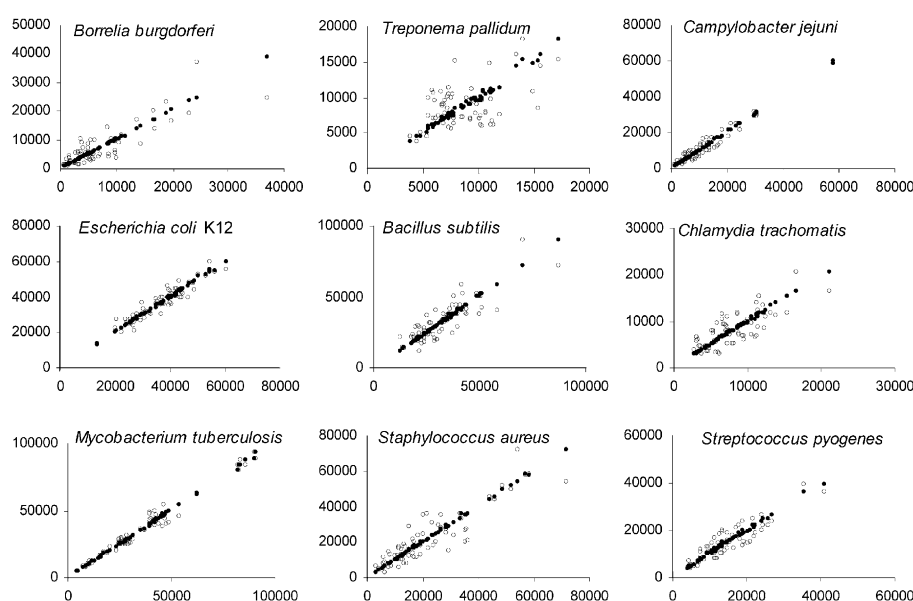 Borrelia burgdorferi
50000
40000
30000
20000
10000
0
0 10000 20000 30000 40000
Treponema pallidum
20000
15000
10000
5000
0
0 5000 10000 15000 20000
Campylobacter jejuni
80000
60000
40000
20000
0
0 20000 40000 60000 80000
Escherichia coli K12
80000
60000
40000
20000
0
0 20000 40000 60000 80000
Bacillus subtilis
100000
50000
0
0 50000 100000
Chlamydia trachomatis
30000
20000
10000
0
0 10000 20000 30000
Mycobacterium tuberculosis
100000
50000
0
0 50000 100000
Staphylococcus aureus
80000
60000
40000
20000
0
0 20000 40000 60000 80000
Streptococcus pyogenes
60000
40000
20000
0
0 20000 40000 60000